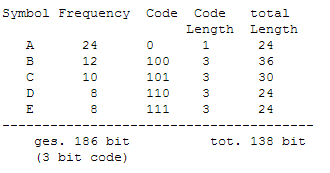 Symbol Frequency Code Code total
Length Length
A 24 0 1 24
B 12 100 3 36
C 10 101 3 30
D 8 110 3 24
E 8 111 3 24
----------------------------------------
ges. 186 bit tot. 138 bit
(3 bit code)